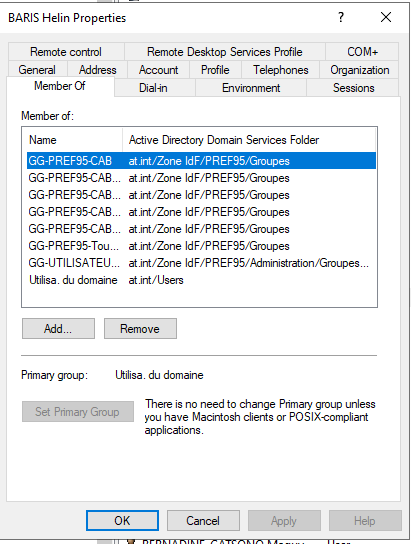 BARIS Helin Properties
? ×
Remote control Remote Desktop Services Profile COM+
General Address Account Profile Telephones Organization
Member Of Dial-in Environment Sessions
Member of:
Name Active Directory Domain Services Folder
GG-PREF95-CAB at.int/Zone IdF/PREF95/Groupes
GG-PREF95-CAB... at.int/Zone IdF/PREF95/Groupes
GG-PREF95-CAB... at.int/Zone IdF/PREF95/Groupes
GG-PREF95-CAB... at.int/Zone IdF/PREF95/Groupes
GG-PREF95-CAB... at.int/Zone IdF/PREF95/Groupes
GG-PREF95-Tou... at.int/Zone IdF/PREF95/Groupes
GG-UTILISATEU... at.int/Zone IdF/PREF95/Administration/Groupes...
Utilisa. du domaine at.int/Users
Add... Remove
Primary group: Utilisa. du domaine
Set Primary Group
There is no need to change Primary group unless
you have Macintosh clients or POSIX-compliant
applications.
OK Cancel Apply Help